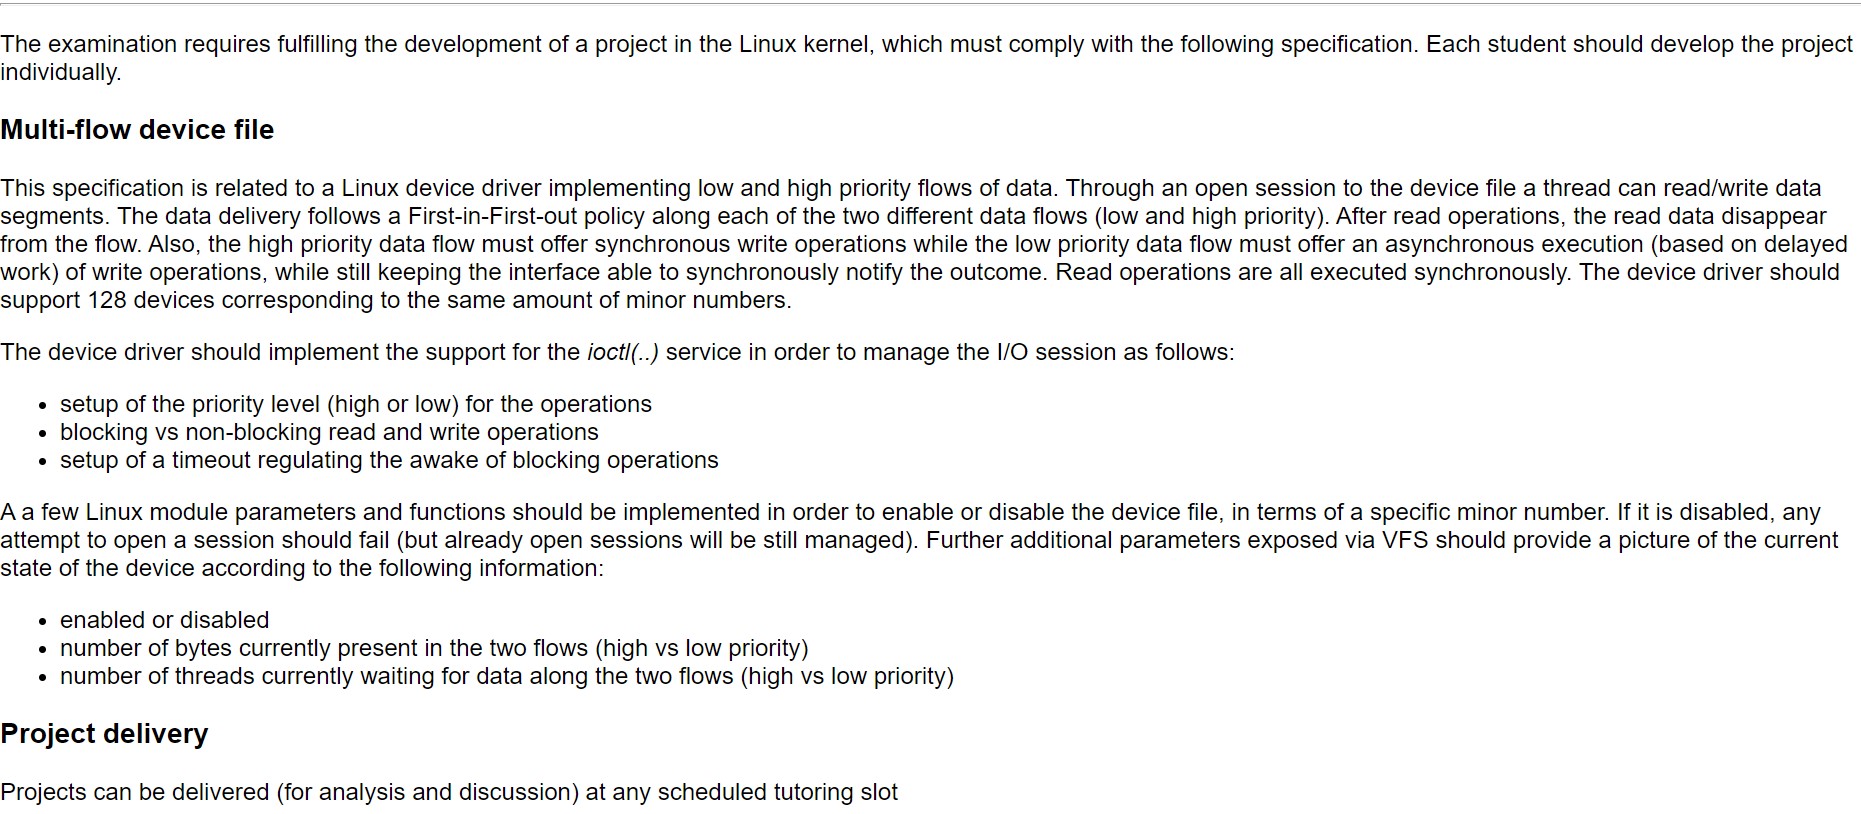 The examination requires fulfilling the development of a project in the Linux kernel, which must comply with the following specification. Each student should develop the project
individually.
Multi-flow device file
This specification is related to a Linux device driver implementing low and high priority flows of data. Through an open session to the device file a thread can read/write data
segments. The data delivery follows a First-in-First-out policy along each of the two different data flows (low and high priority). After read operations, the read data disappear
from the flow. Also, the high priority data flow must offer synchronous write operations while the low priority data flow must offer an asynchronous execution (based on delayed
work) of write operations, while still keeping the interface able to synchronously notify the outcome. Read operations are all executed synchronously. The device driver should
support 128 devices corresponding to the same amount of minor numbers.
The device driver should implement the support for the ioctl(..) service in order to manage the I/O session as follows:
• setup of the priority level (high or low) for the operations
• blocking vs non-blocking read and write operations
• setup of a timeout regulating the awake of blocking operations
A a few Linux module parameters and functions should be implemented in order to enable or disable the device file, in terms of a specific minor number. If it is disabled, any
attempt to open a session should fail (but already open sessions will be still managed). Further additional parameters exposed via VFS should provide a picture of the current
state of the device according to the following information:
• enabled or disabled
• number of bytes currently present in the two flows (high vs low priority)
• number of threads currently waiting for data along the two flows (high vs low priority)
Project delivery
Projects can be delivered (for analysis and discussion) at any scheduled tutoring slot